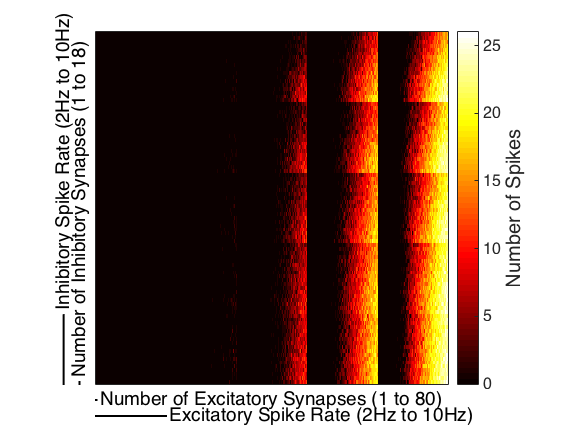 Inhibitory Spike Rate (2Hz to 10Hz)
Number of Inhibitory Synapses (1 to 18)
25
20
15
10
5
0
Number of Spikes
Number of Excitatory Synapses (1 to 80)
Excitatory Spike Rate (2Hz to 10Hz)